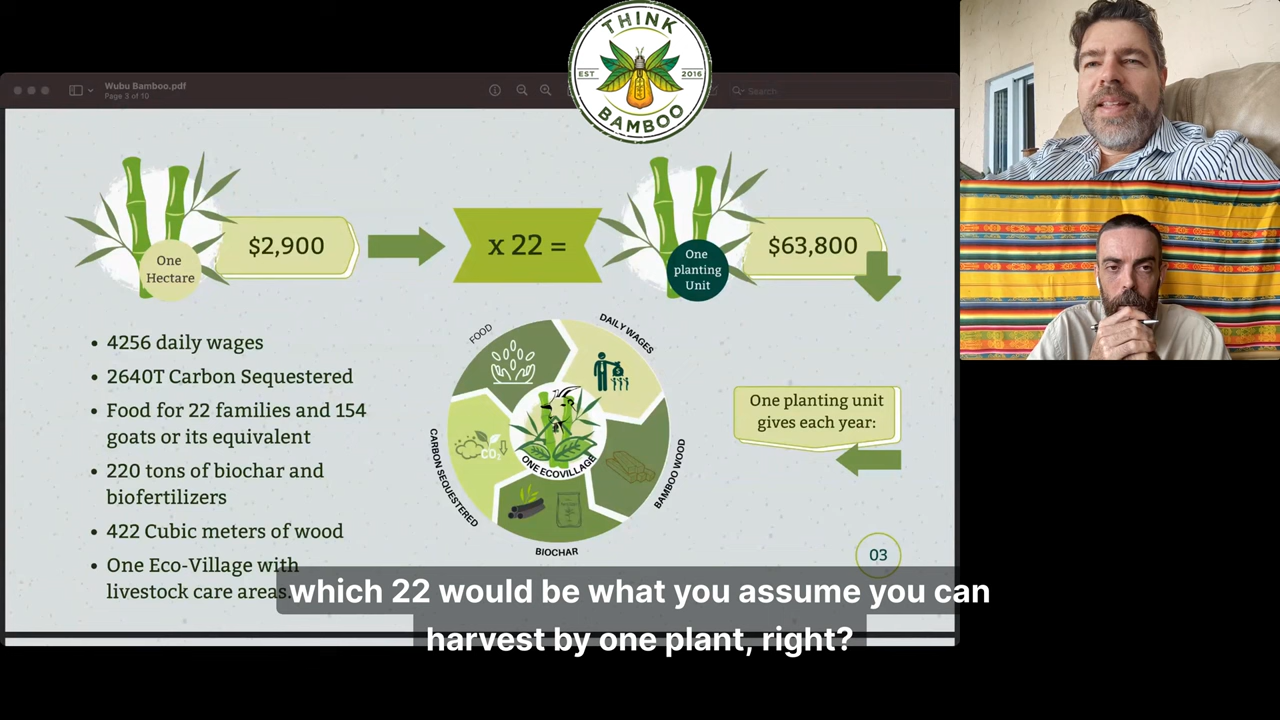 THINK
EST
2016
BAMBOO
Wubu Bamboo.pdf
Page 3 of 10
Search
One
Hectare
$2,900
x 22 =
One
planting
Unit
$63,800
• 4256 daily wages
• 2640T Carbon Sequestered
• Food for 22 families and 154
goats or its equivalent
• 220 tons of biochar and
biofertilizers
• 422 Cubic meters of wood
• One Eco-Village with
livestock care areas.
FOOD
DAILY WAGES
BAMBOO WOOD
BIOCHAR
CARBON SEQUESTERED
CO₂
ONE ECOVILLAGE
One planting unit
gives each year:
03
which 22 would be what you assume you can
harvest by one plant, right?